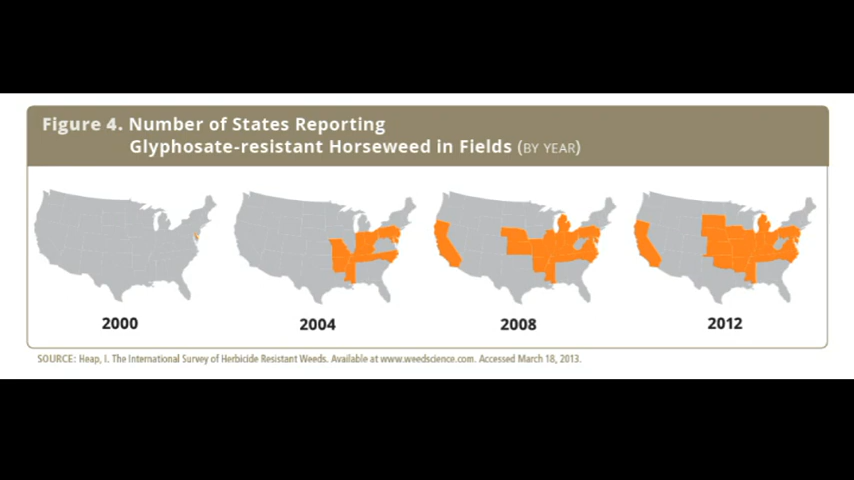 Figure 4. Number of States Reporting
Glyphosate-resistant Horseweed in Fields (BY YEAR)
2000
2004
2008
2012
SOURCE: Heap, I. The International Survey of Herbicide Resistant Weeds. Available at www.weedscience.com. Accessed March 18, 2013.